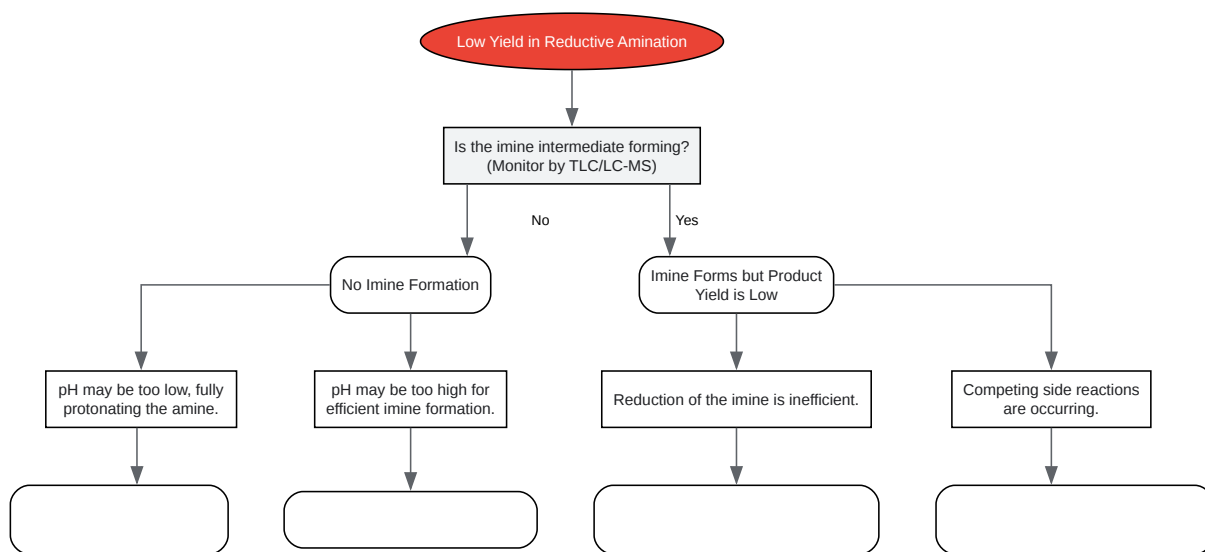 Low Yield in Reductive Amination
Is the imine intermediate forming?
(Monitor by TLC/LC-MS)
No
Yes
No Imine Formation
Imine Forms but Product
Yield is Low
pH may be too low, fully
protonating the amine.
pH may be too high for
efficient imine formation.
Reduction of the imine is inefficient.
Competing side reactions
are occurring.